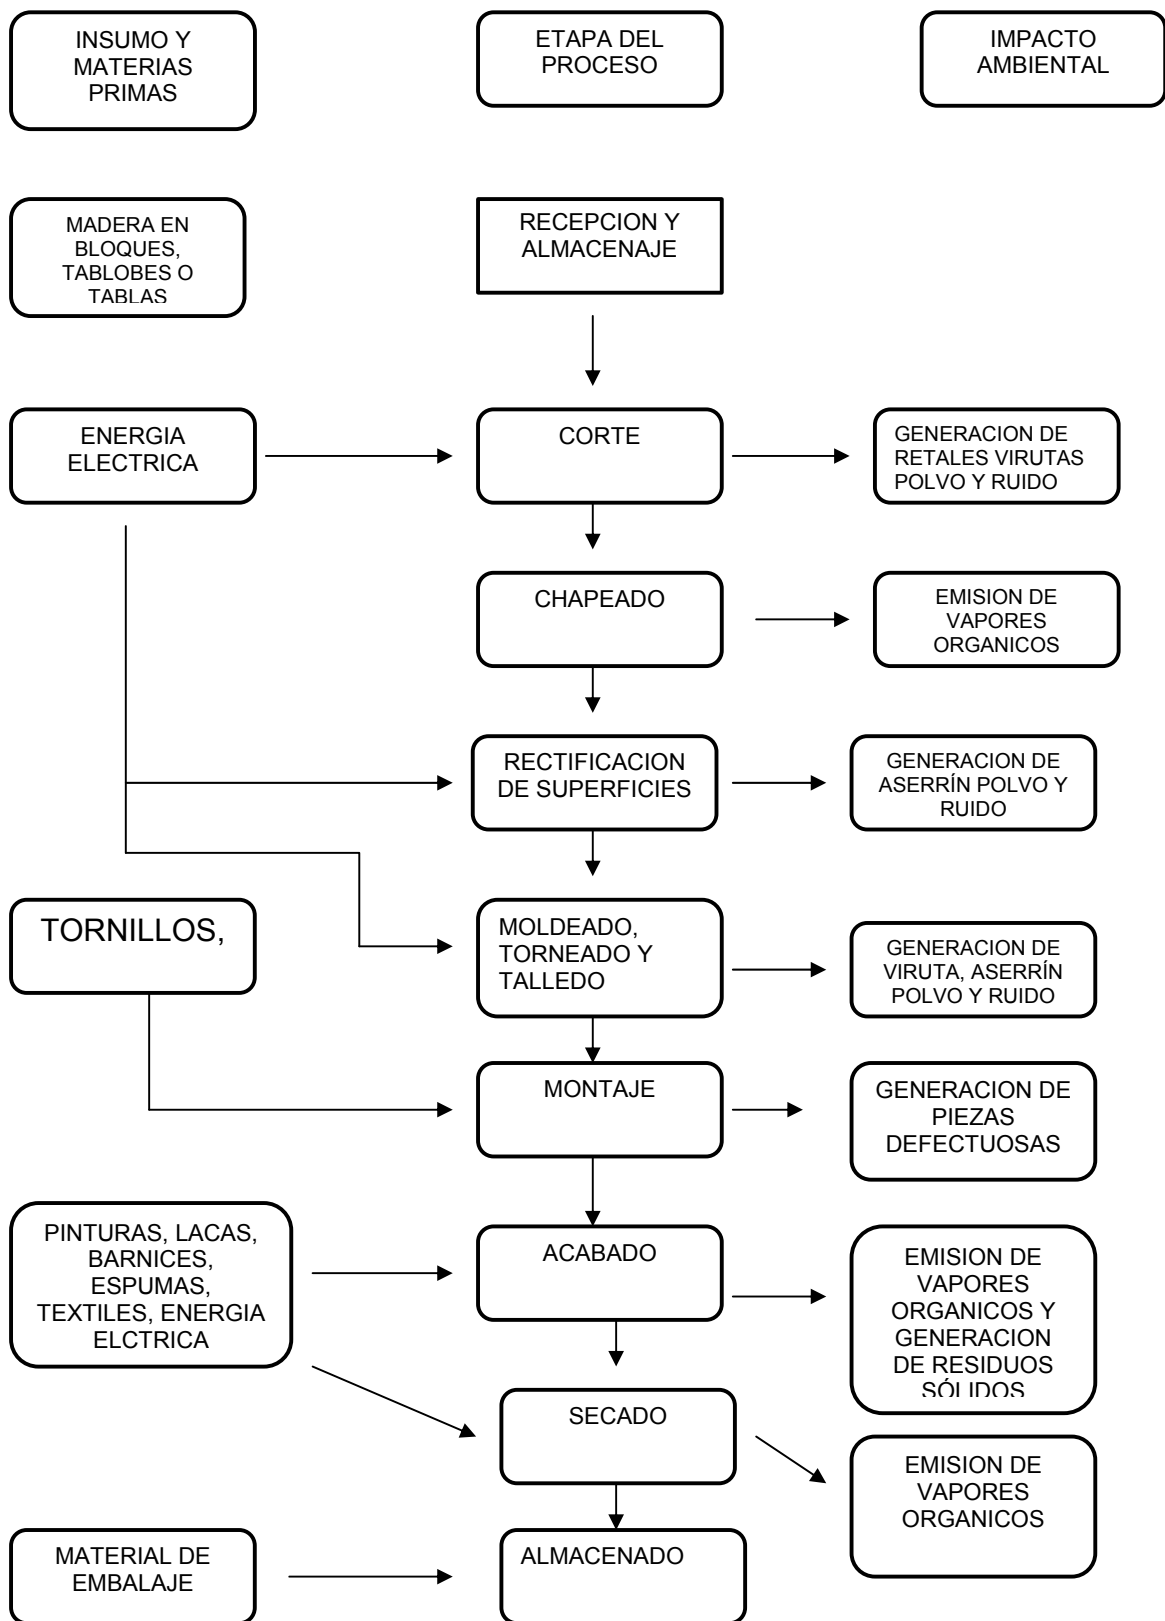 INSUMO Y
MATERIAS
PRIMAS
ETAPA DEL
PROCESO
IMPACTO
AMBIENTAL
MADERA EN
BLOQUES,
TABLOBES O
TABLAS
RECEPCION Y
ALMACENAJE
ENERGIA
ELECTRICA
CORTE
GENERACION DE
RETALES VIRUTAS
POLVO Y RUIDO
CHAPEADO
EMISION DE
VAPORES
ORGANICOS
RECTIFICACION
DE SUPERFICIES
GENERACION DE
ASERRÍN POLVO Y
RUIDO
TORNILLOS,
MOLDEADO,
TORNEADO Y
TALLEDO
GENERACION DE
VIRUTA, ASERRÍN
POLVO Y RUIDO
MONTAJE
GENERACION DE
PIEZAS
DEFECTUOSAS
PINTURAS, LACAS,
BARNICES,
ESPUMAS,
TEXTILES, ENERGIA
ELCTRICA
ACABADO
EMISION DE
VAPORES
ORGANICOS Y
GENERACION
DE RESIDUOS
SÓLIDOS
SECADO
EMISION DE
VAPORES
ORGANICOS
MATERIAL DE
EMBALAJE
ALMACENADO